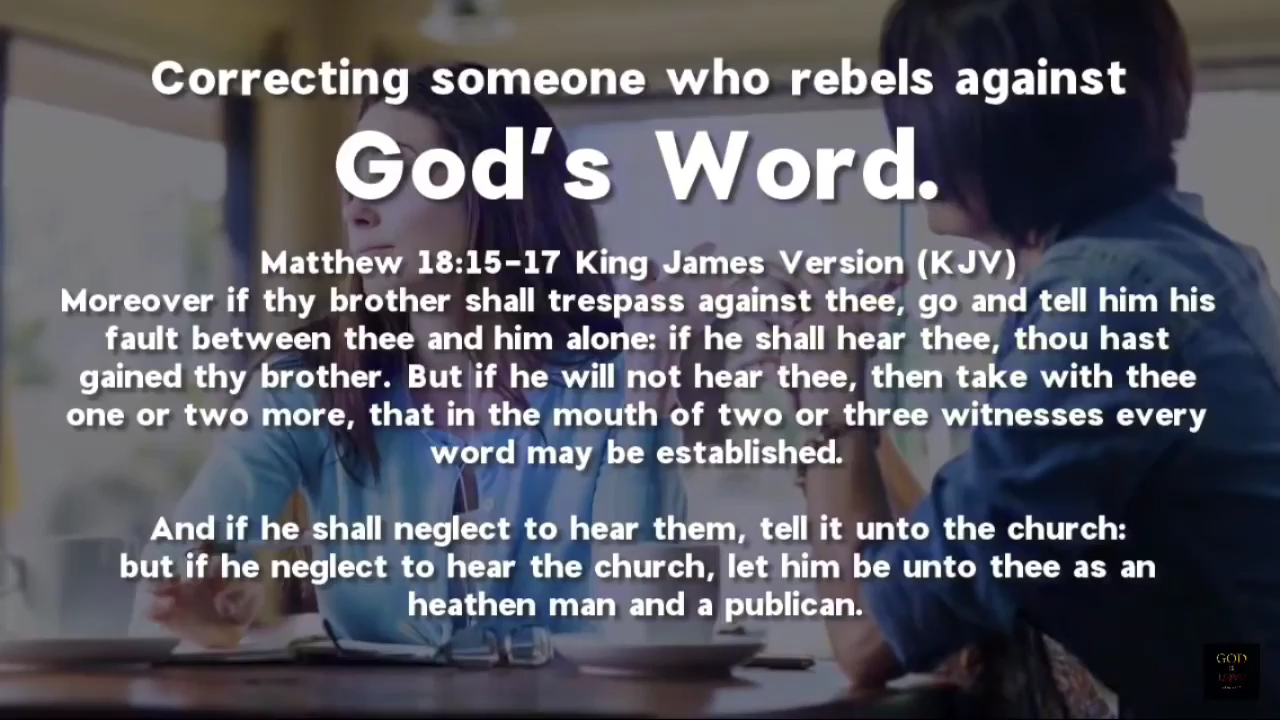 Correcting someone who rebels against
God's Word.
Matthew 18:15-17 King James Version (KJV)
Moreover if thy brother shall trespass against thee, go and tell him his
fault between thee and him alone: if he shall hear thee, thou hast
gained thy brother. But if he will not hear thee, then take with thee
one or two more, that in the mouth of two or three witnesses every
word may be established.
And if he shall neglect to hear them, tell it unto the church:
but if he neglect to hear the church, let him be unto thee as an
heathen man and a publican.
GOD